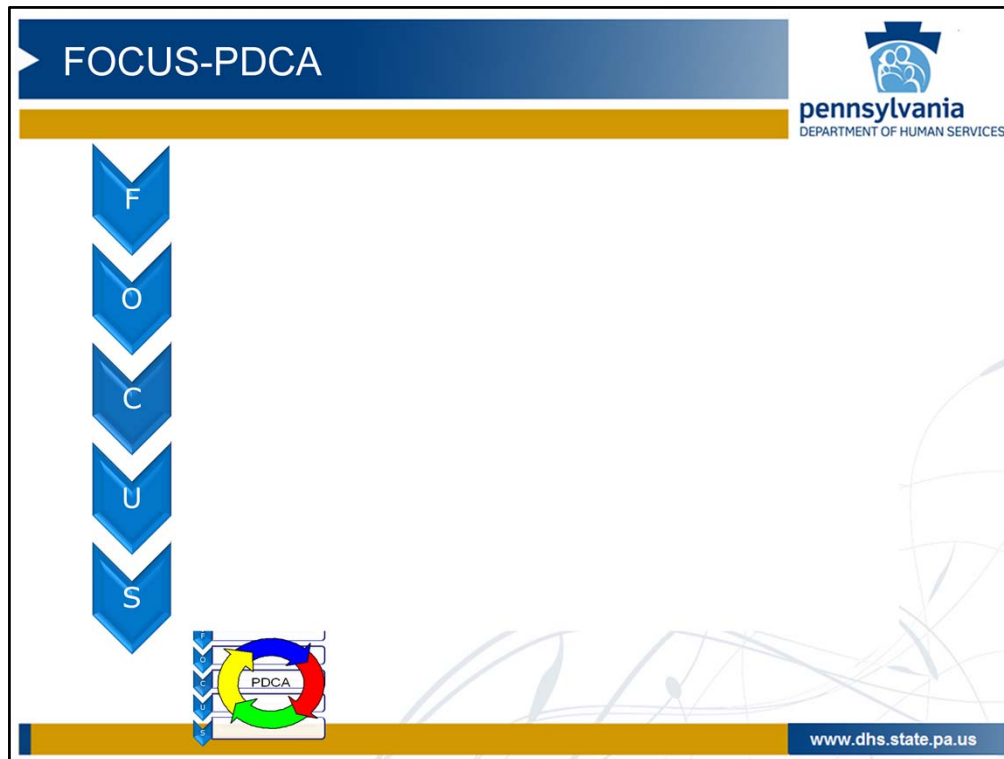 FOCUS-PDCA
pennsylvania
DEPARTMENT OF HUMAN SERVICES
F
O
C
U
S
F
O
C
U
S
PDCA
www.dhs.state.pa.us